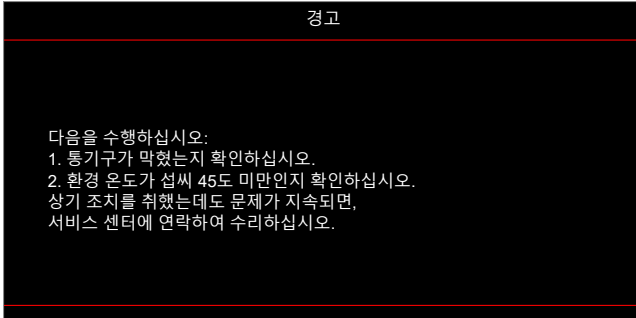 경고
다음을 수행하십시오:
1. 통기구가 막혔는지 확인하십시오.
2. 환경 온도가 섭씨 45도 미만인지 확인하십시오.
상기 조치를 취했는데도 문제가 지속되면,
서비스 센터에 연락하여 수리하십시오.